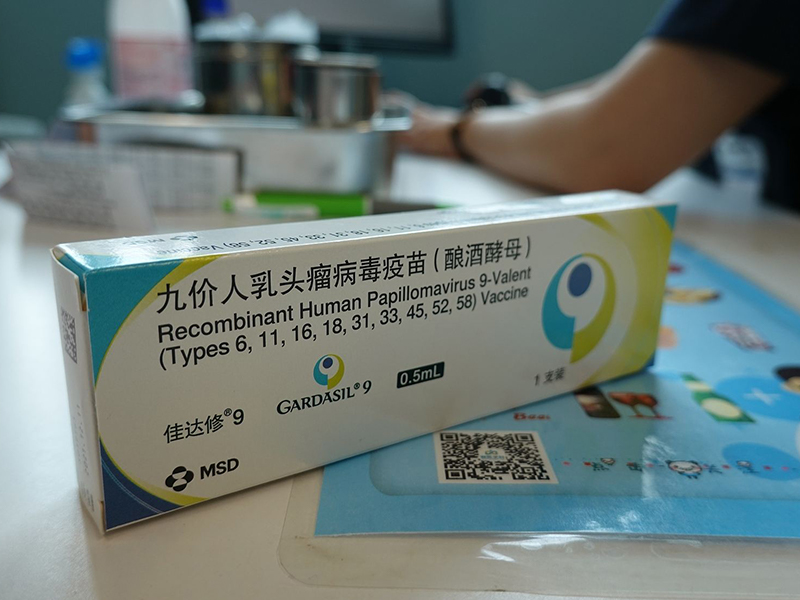 九价人乳头瘤病毒疫苗（酿酒酵母）
Recombinant Human Papillomavirus 9-Valent
(Types 6, 11, 16, 18, 31, 33, 45, 52, 58) Vaccine
GARDASIL®9
0.5mL
1支装
佳达修®9
MSD